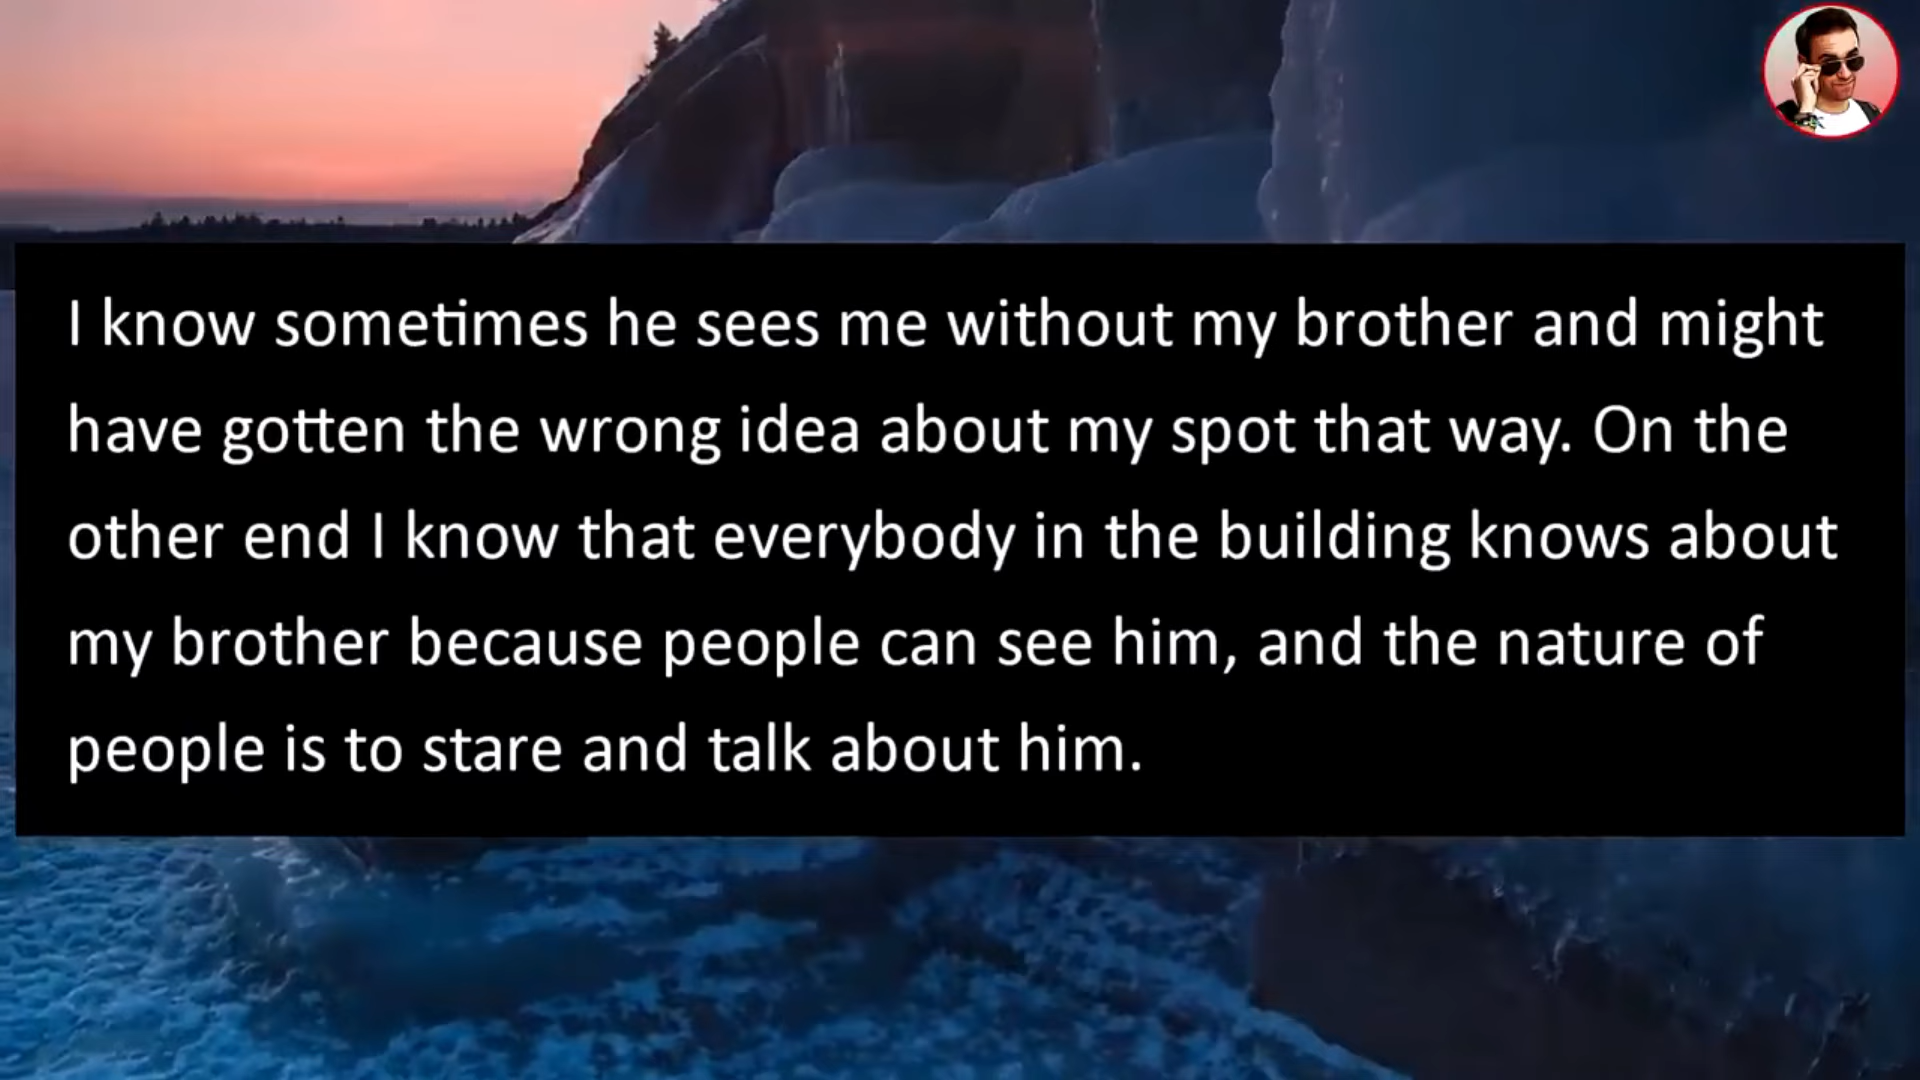 I know sometimes he sees me without my brother and might
have gotten the wrong idea about my spot that way. On the
other end I know that everybody in the building knows about
my brother because people can see him, and the nature of
people is to stare and talk about him.